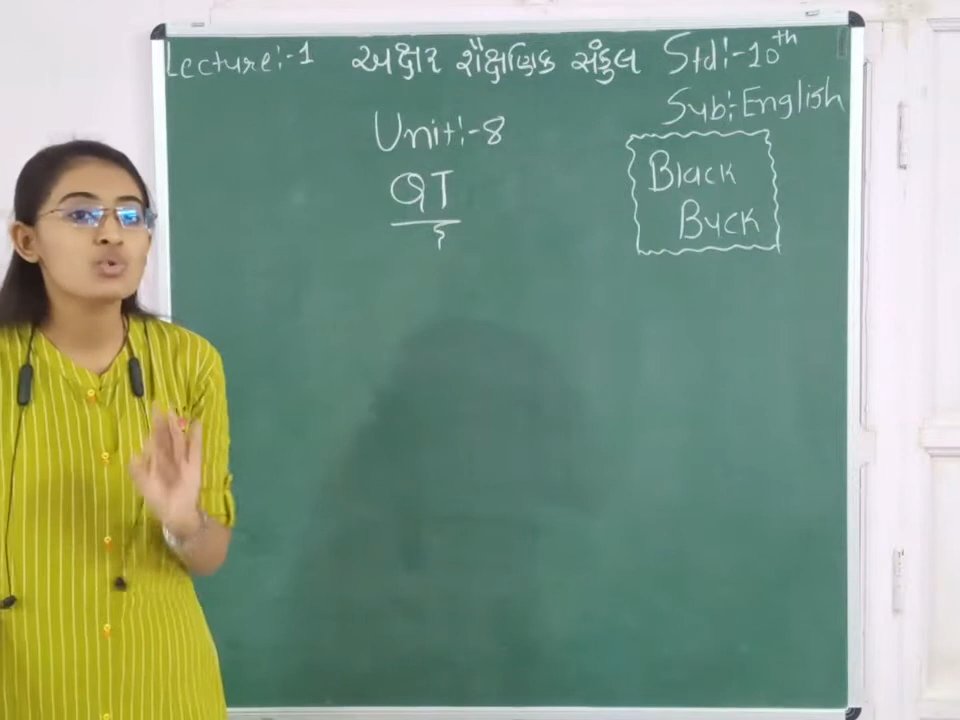 Lecture:-1
અક્ષર શૈક્ષણિક સંકુલ
Std:-10th
Sub:-English
Unit:-8
QT
Black
Buck